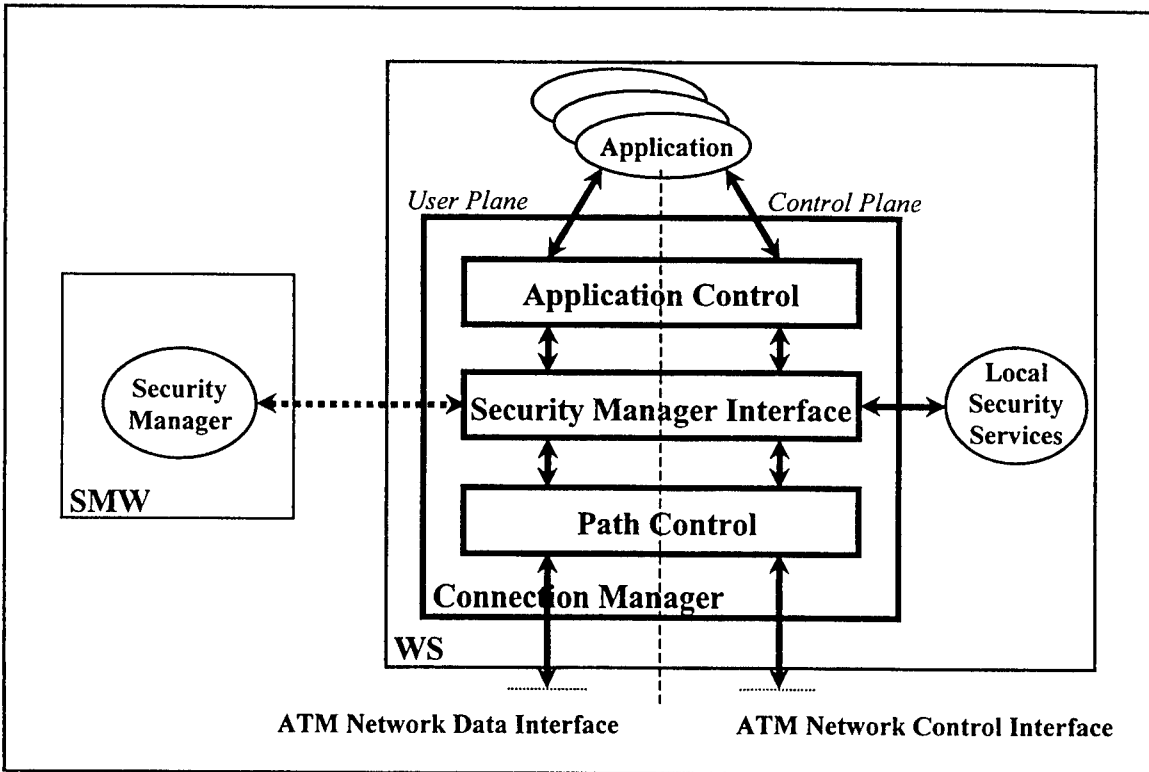 Application
User Plane
Control Plane
Application Control
Security
Manager
Security Manager Interface
Local
Security
Services
SMW
Path Control
Connection Manager
WS
ATM Network Data Interface
ATM Network Control Interface